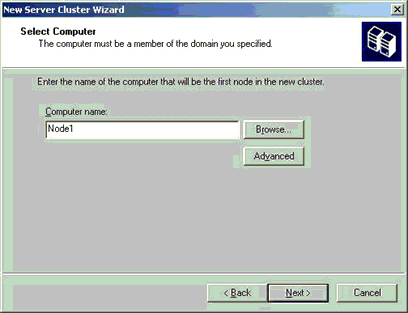 New Server Cluster Wizard
Select Computer
The computer must be a member of the domain you specified.
Enter the name of the computer that will be the first node in the new cluster.
Computer name:
Node1
Browse...
Advanced
< Back
Next >
Cancel